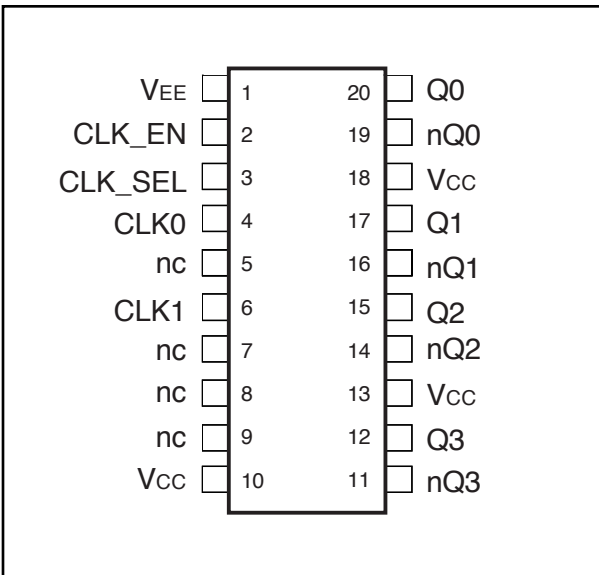 VEE 1 20 Q0
CLK_EN 2 19 nQ0
CLK_SEL 3 18 VCC
CLK0 4 17 Q1
nc 5 16 nQ1
CLK1 6 15 Q2
nc 7 14 nQ2
nc 8 13 VCC
nc 9 12 Q3
VCC 10 11 nQ3